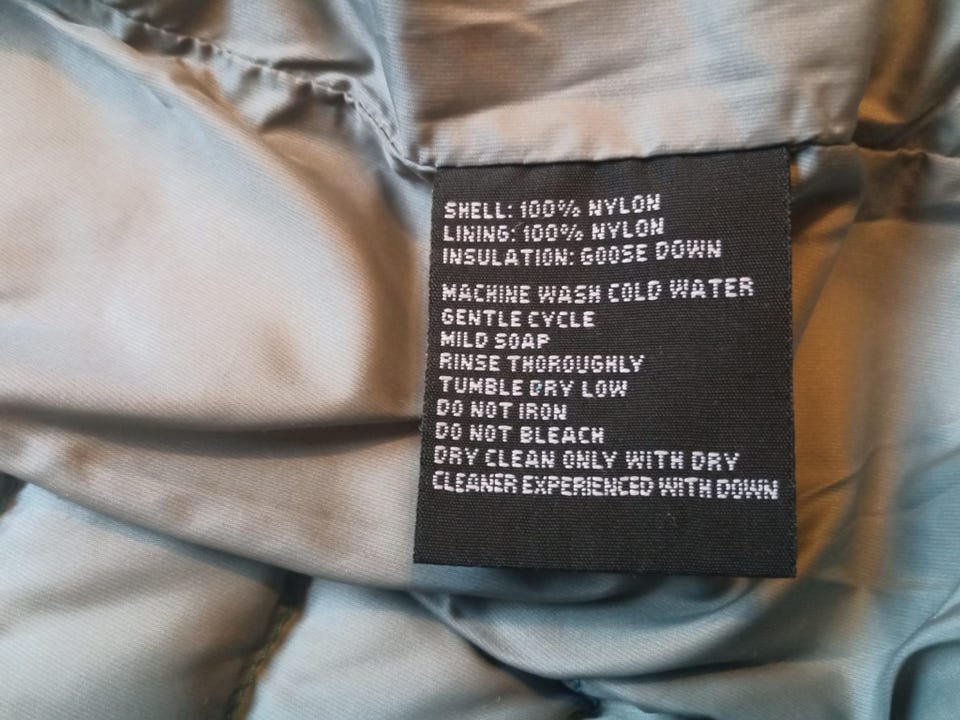 SHELL: 100% NYLON
LINING: 100% NYLON
INSULATION: GOOSE DOWN
MACHINE WASH COLD WATER
GENTLE CYCLE
MILD SOAP
RINSE THOROUGHLY
TUMBLE DRY LOW
DO NOT IRON
DO NOT BLEACH
DRY CLEAN ONLY WITH DRY
CLEANER EXPERIENCED WITH DOWN